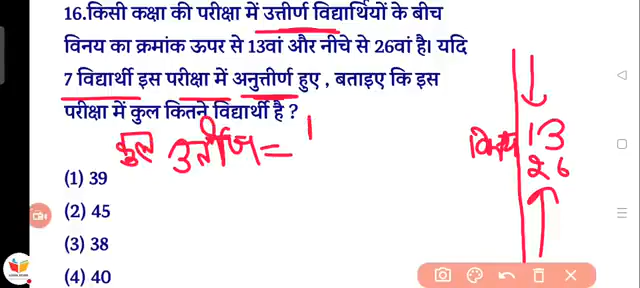 16.किसी कक्षा की परीक्षा में उत्तीर्ण विद्यार्थियों के बीच
विनय का क्रमांक ऊपर से 13वां और नीचे से 26वां है। यदि
7 विद्यार्थी इस परीक्षा में अनुत्तीर्ण हुए , बताइए कि इस
परीक्षा में कुल कितने विद्यार्थी है ?
विनय 13
26
कुल उत्तीर्ण = 1
(1) 39
(2) 45
(3) 38
(4) 40